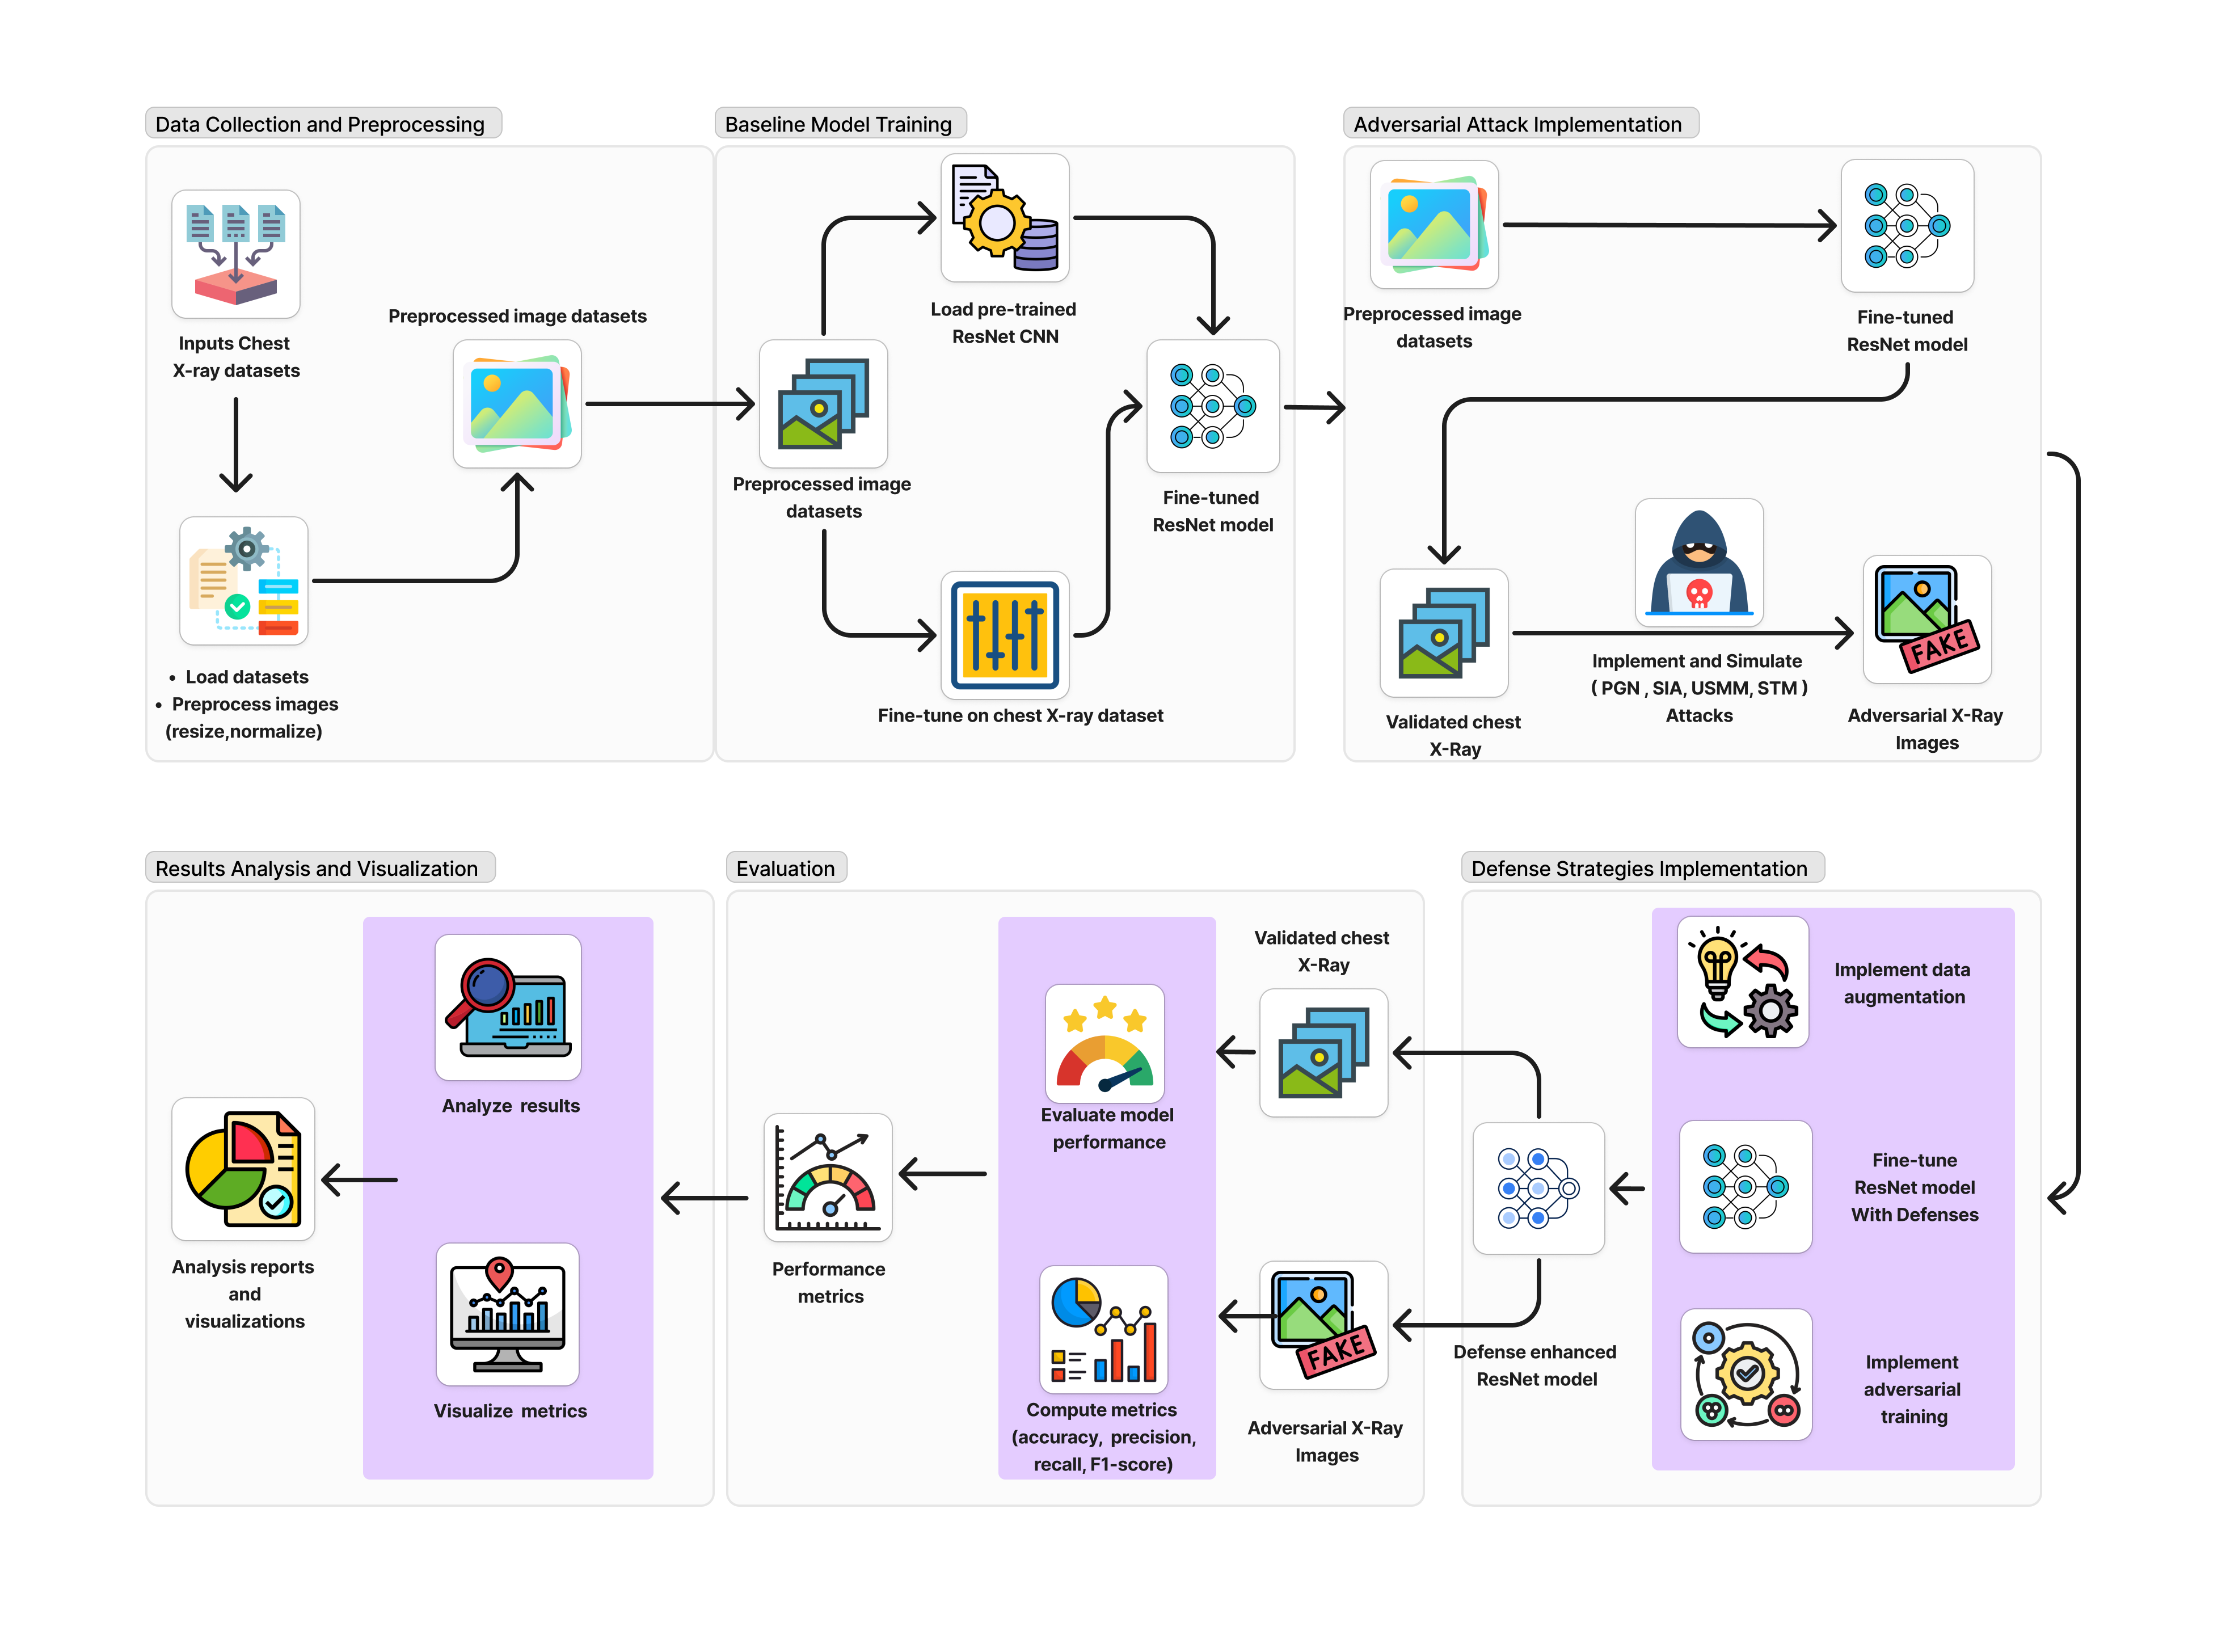 Data Collection and Preprocessing
Inputs Chest
X-ray datasets
• Load datasets
• Preprocess images
(resize,normalize)
Preprocessed image datasets
Baseline Model Training
Preprocessed image
datasets
Load pre-trained
ResNet CNN
Fine-tune on chest X-ray dataset
Fine-tuned
ResNet model
Adversarial Attack Implementation
Preprocessed image
datasets
Fine-tuned
ResNet model
Validated chest
X-Ray
Implement and Simulate
( PGN , SIA, USMM, STM )
Attacks
FAKE
Adversarial X-Ray
Images
Defense Strategies Implementation
Implement data
augmentation
Fine-tune
ResNet model
With Defenses
Implement
adversarial
training
Defense enhanced
ResNet model
Evaluation
Validated chest
X-Ray
FAKE
Adversarial X-Ray
Images
Evaluate model
performance
Compute metrics
(accuracy, precision,
recall, F1-score)
Performance
metrics
Results Analysis and Visualization
Analyze results
Visualize metrics
Analysis reports
and
visualizations